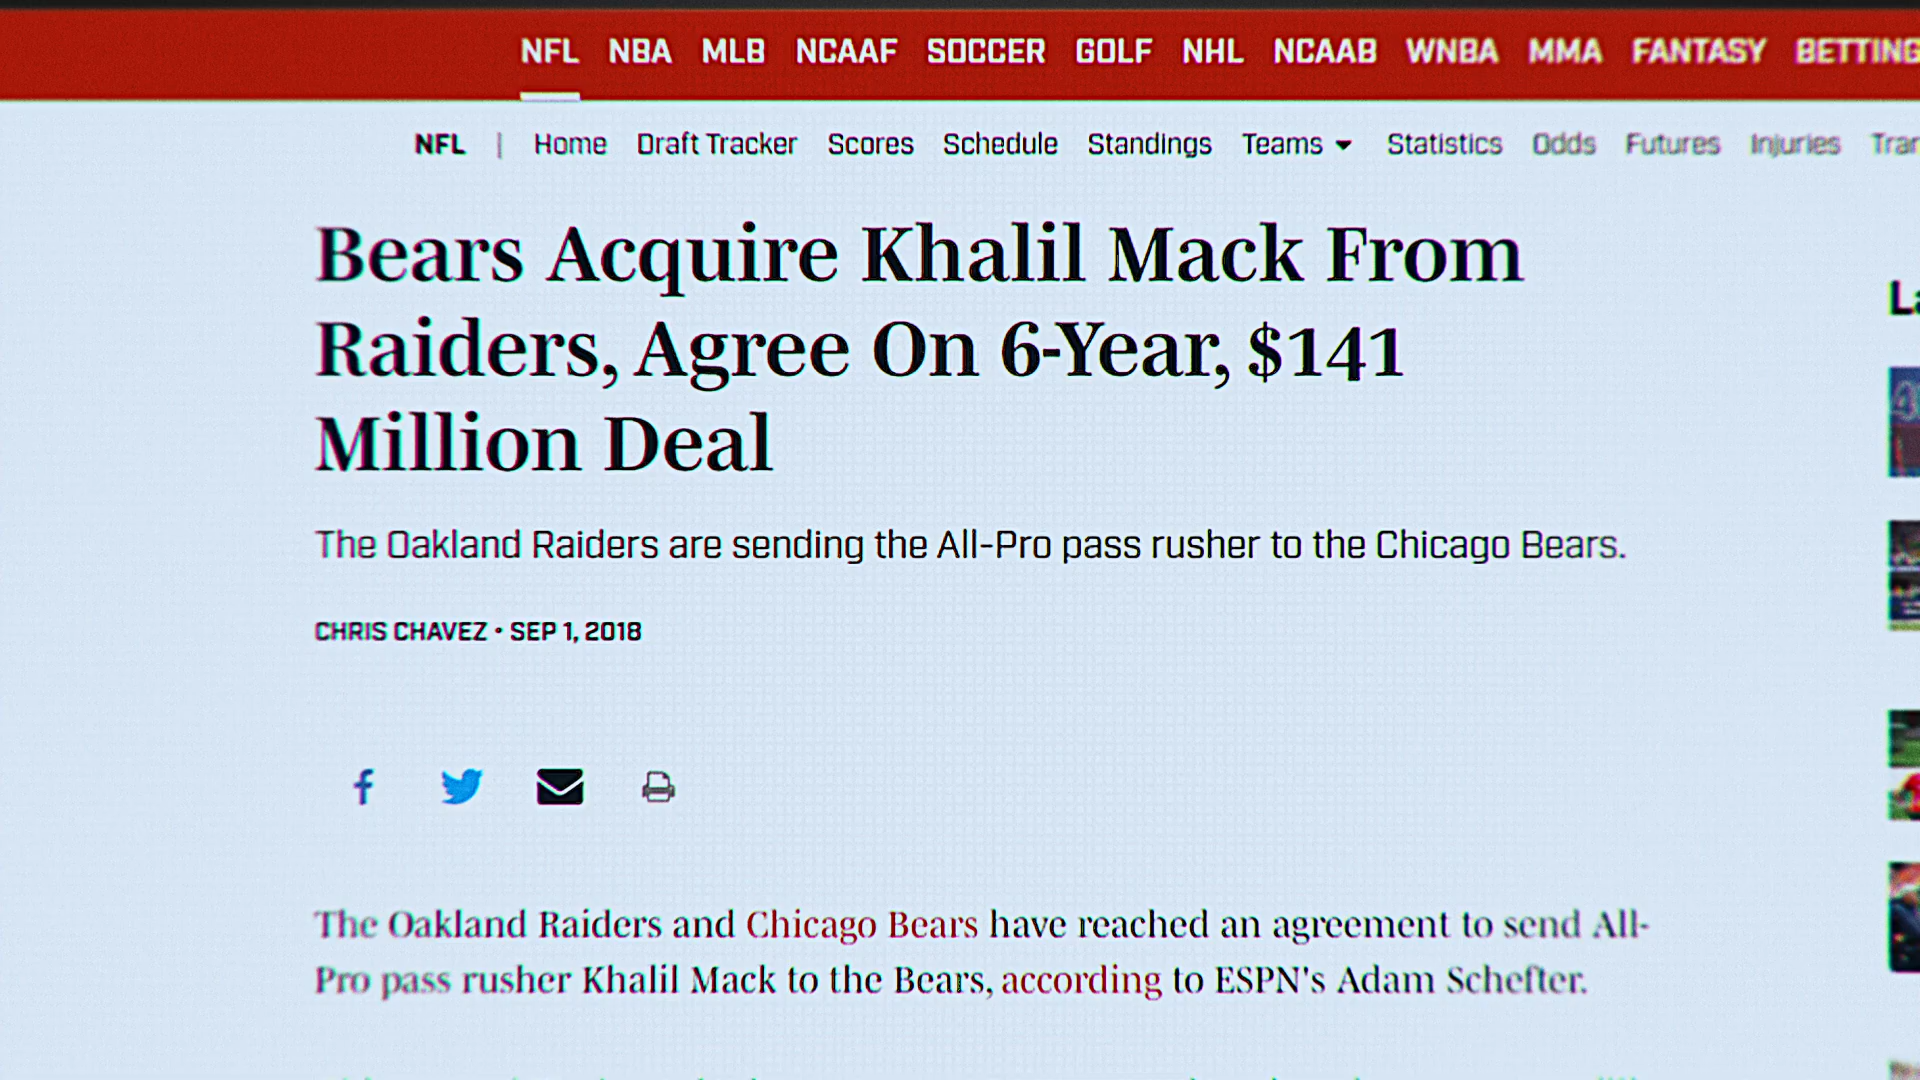 NFL NBA MLB NCAAF SOCCER GOLF NHL NCAAB WNBA MMA FANTASY BETTING
NFL | Home Draft Tracker Scores Schedule Standings Teams Statistics Odds Futures Injuries
Bears Acquire Khalil Mack From
Raiders, Agree On 6-Year, $141
Million Deal
The Oakland Raiders are sending the All-Pro pass rusher to the Chicago Bears.
CHRIS CHAVEZ • SEP 1, 2018
The Oakland Raiders and Chicago Bears have reached an agreement to send All-
Pro pass rusher Khalil Mack to the Bears, according to ESPN's Adam Schefter.